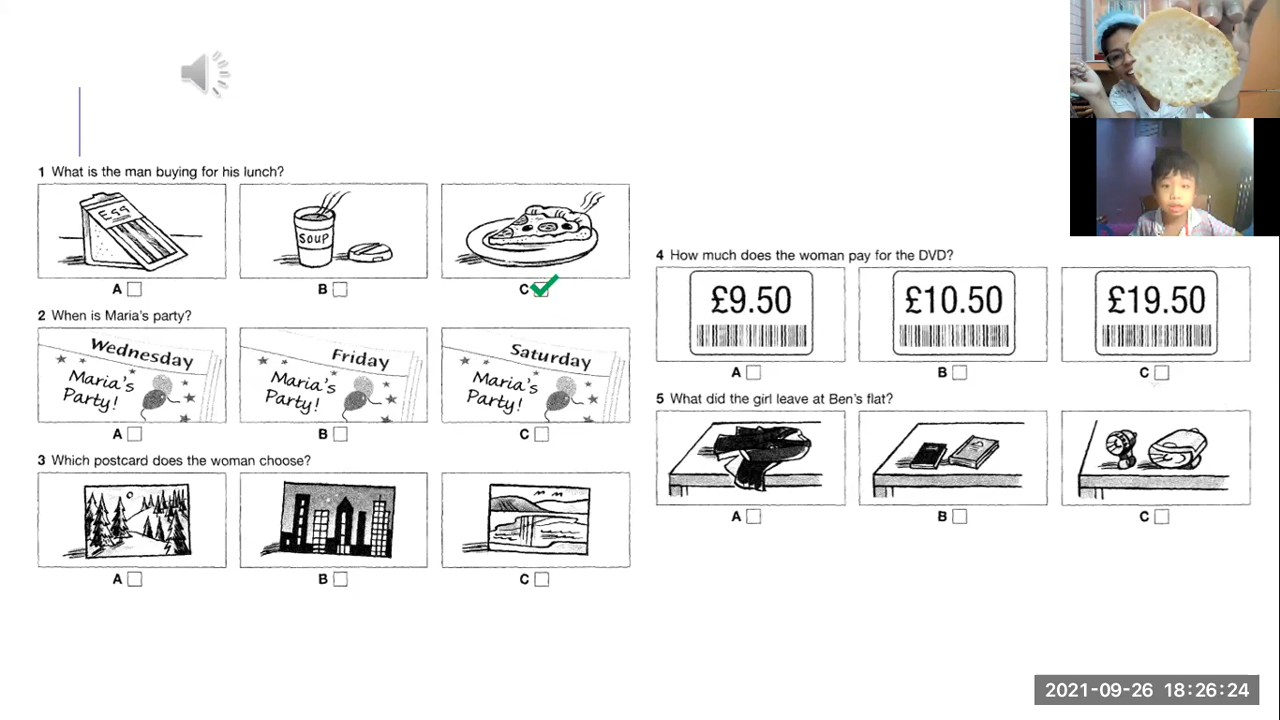 1 What is the man buying for his lunch?
Egg
SOUP
A
B
C
2 When is Maria's party?
Wednesday
Maria's
Party!
Friday
Maria's
Party!
Saturday
Maria's
Party!
A
B
C
3 Which postcard does the woman choose?
A
B
C
4 How much does the woman pay for the DVD?
£9.50
£10.50
£19.50
A
B
C
5 What did the girl leave at Ben's flat?
A
B
C
2021-09-26 18:26:24